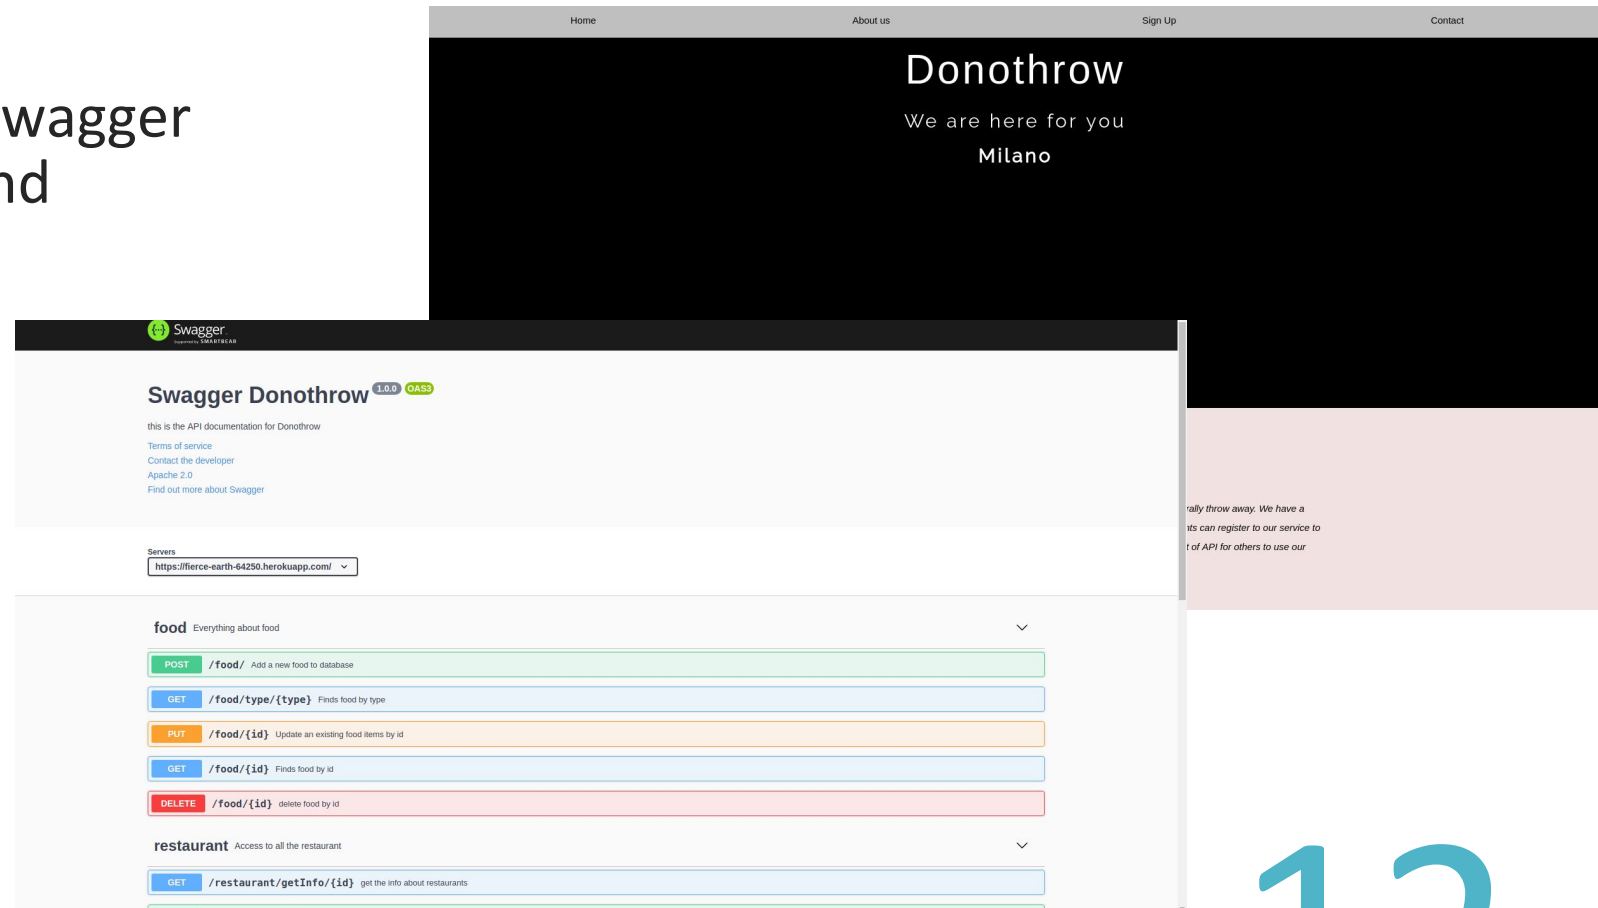 wagger
nd
Home About us Sign Up Contact
Donothrow
We are here for you
Milano
Swagger
Supported by SMARTBEAR
Swagger Donothrow 1.0.0 OAS3
this is the API documentation for Donothrow
Terms of service
Contact the developer
Apache 2.0
Find out more about Swagger
rally throw away. We have a
nts can register to our service to
t of API for others to use our
Servers
https://fierce-earth-64250.herokuapp.com/
food Everything about food
POST /food/ Add a new food to database
GET /food/type/{type} Finds food by type
PUT /food/{id} Update an existing food items by id
GET /food/{id} Finds food by id
DELETE /food/{id} delete food by id
restaurant Access to all the restaurant
GET /restaurant/getInfo/{id} get the info about restaurants
12